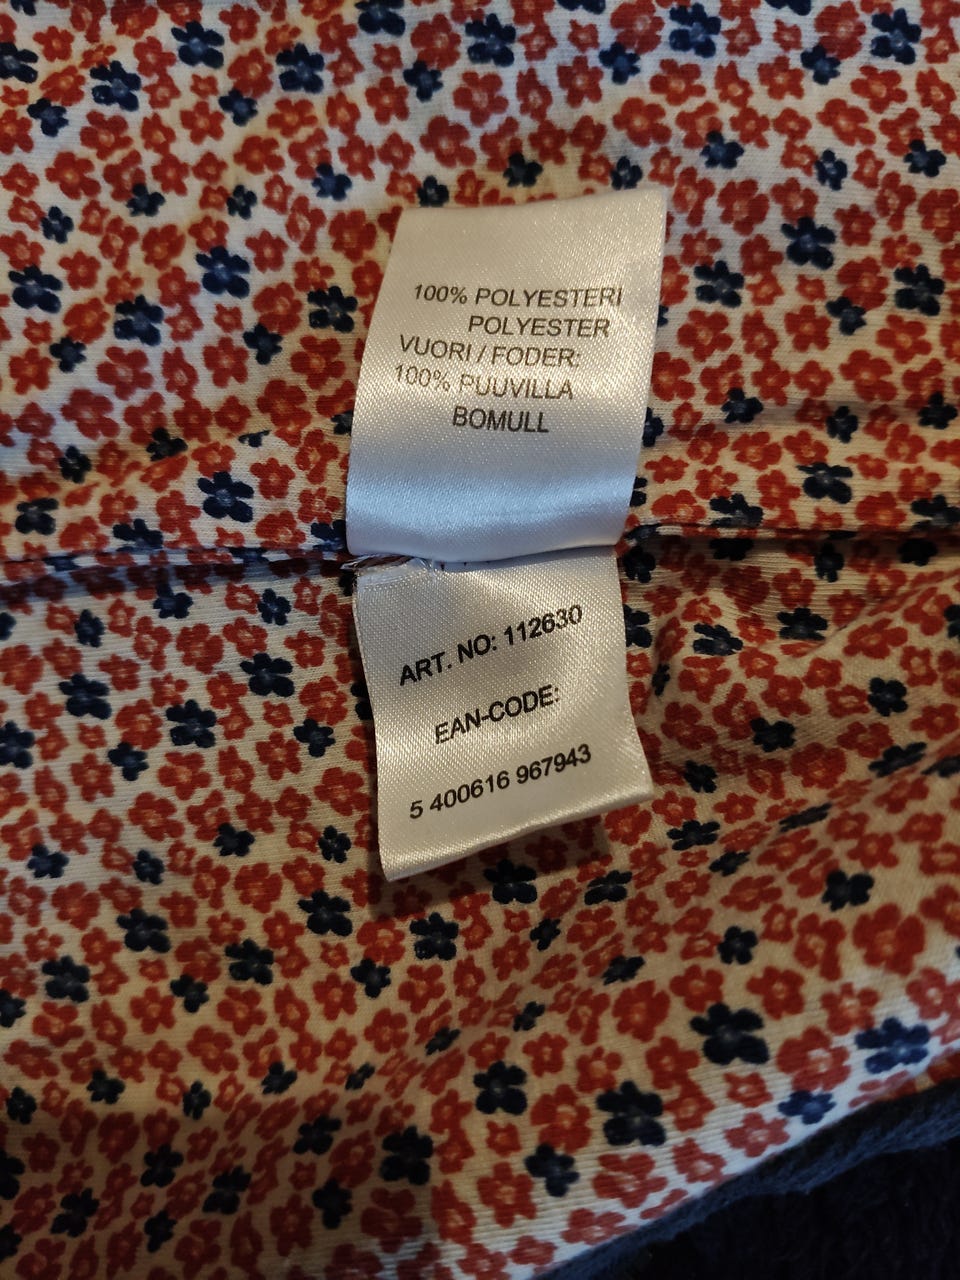 100% POLYESTERI
POLYESTER
VUORI / FODER:
100% PUUVILLA
BOMULL
ART. NO: 112630
EAN-CODE:
5 400616 967943